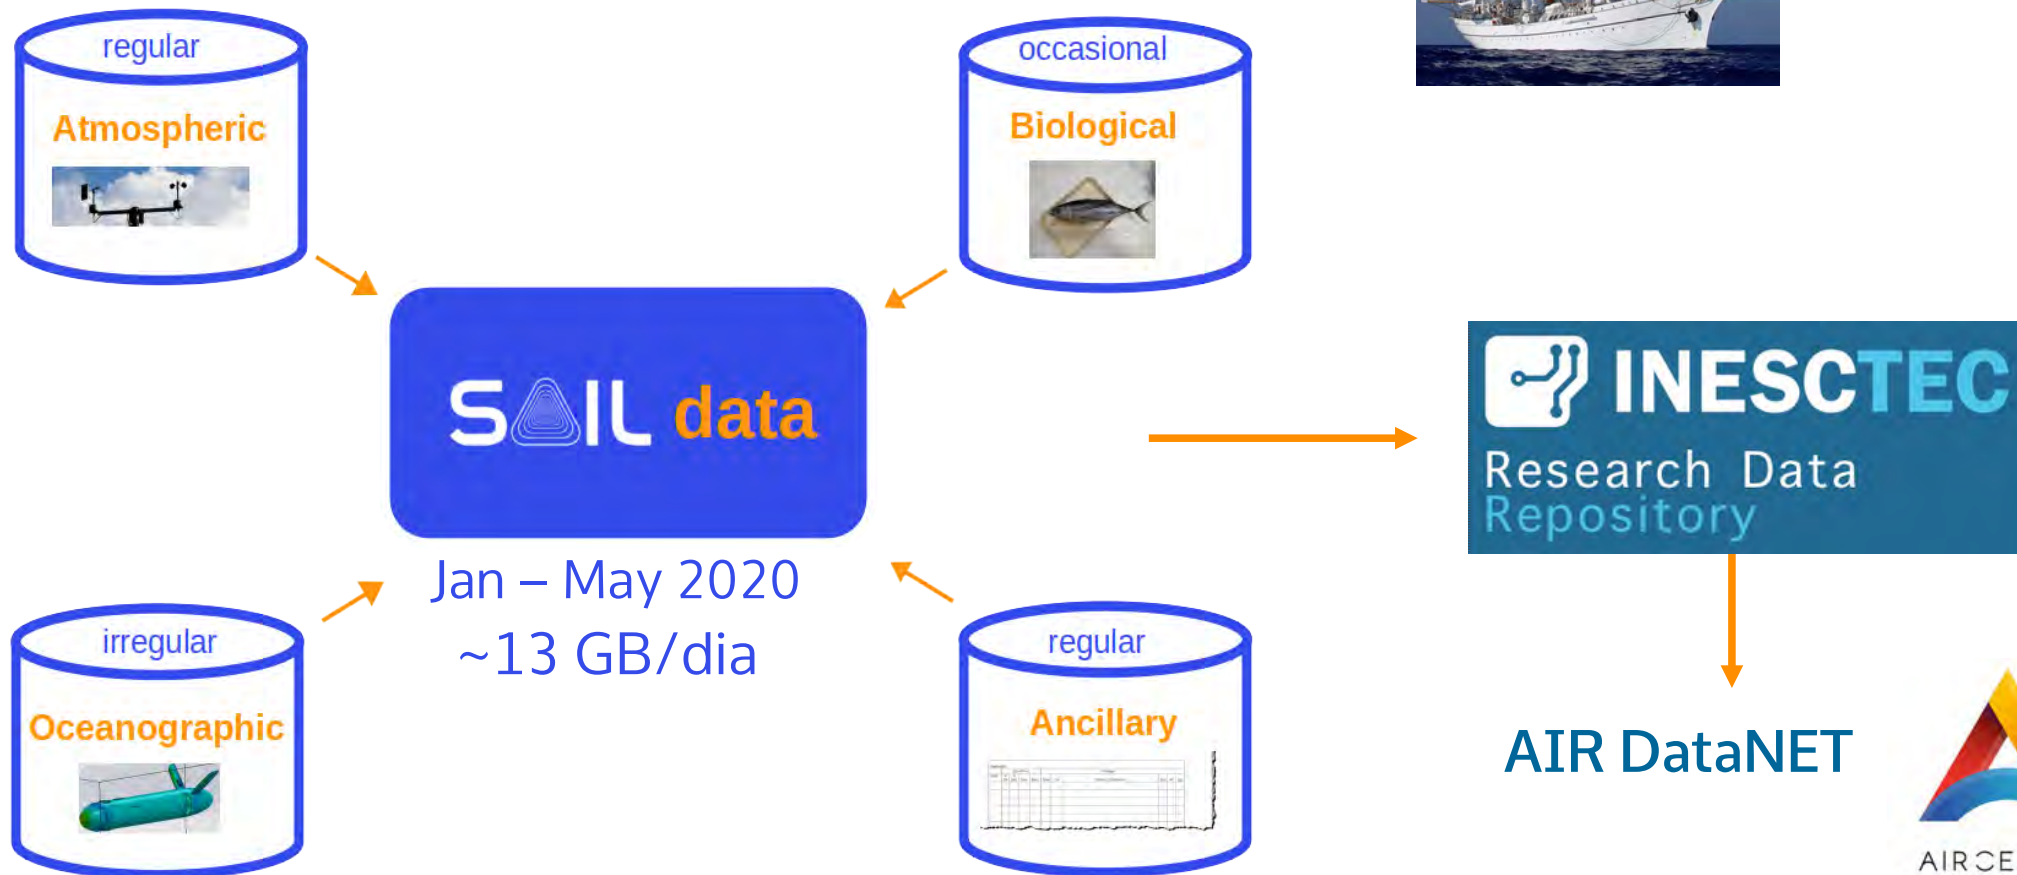 regular
Atmospheric
occasional
Biological
SAIL data
Jan – May 2020
~13 GB/dia
irregular
Oceanographic
regular
Ancillary
INESCTEC
Research Data
Repository
AIR DataNET